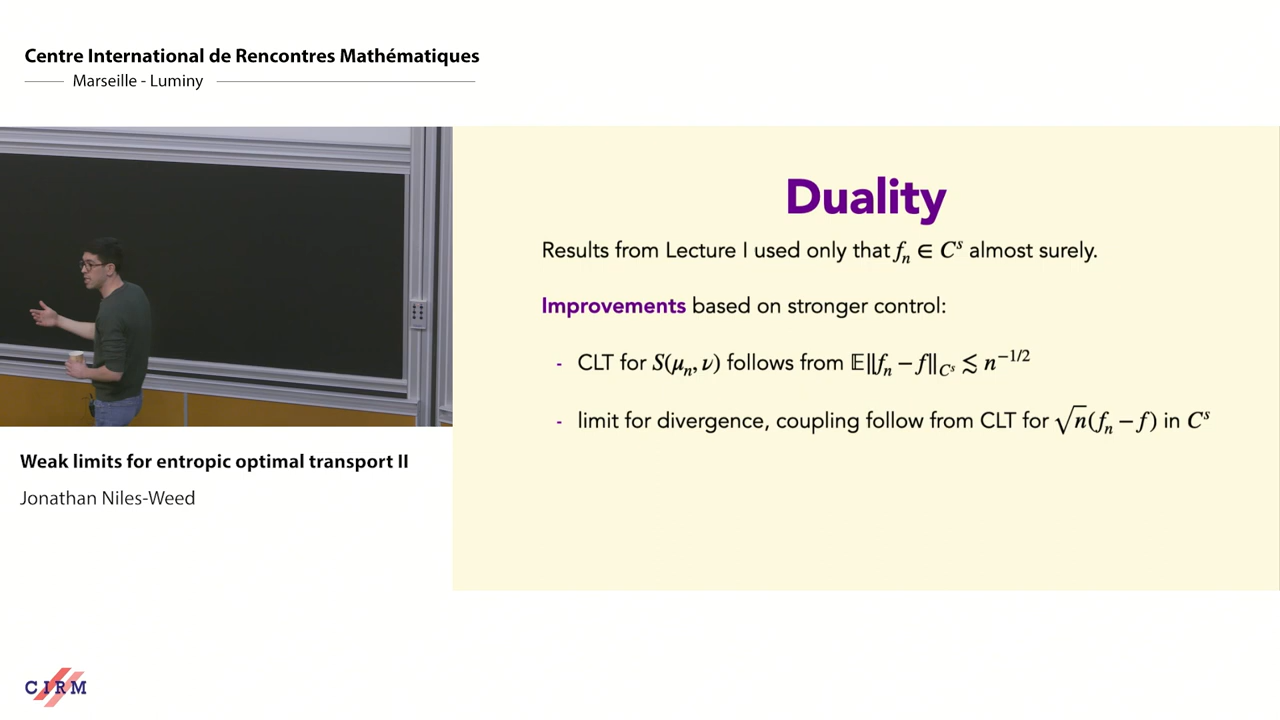 Centre International de Rencontres Mathématiques
Marseille - Luminy
Duality
Results from Lecture I used only that fₙ ∈ Cˢ almost surely.
Improvements based on stronger control:
- CLT for S(μₙ, ν) follows from 𝔼‖fₙ − f‖_Cˢ ≲ n^−1/2
- limit for divergence, coupling follow from CLT for √n(fₙ − f) in Cˢ
Weak limits for entropic optimal transport II
Jonathan Niles-Weed
CIRM